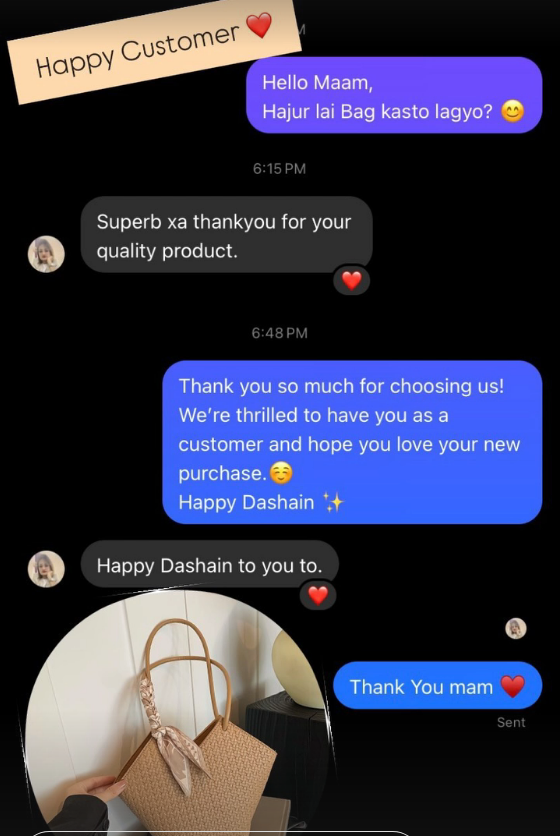 Happy Customer ❤️
M
Hello Maam,
Hajur lai Bag kasto lagyo? 😊
6:15 PM
Superb xa thankyou for your
quality product.
❤️
6:48 PM
Thank you so much for choosing us!
We're thrilled to have you as a
customer and hope you love your new
purchase.☺️
Happy Dashain ✨
Happy Dashain to you to.
❤️
Thank You mam ♥️
Sent